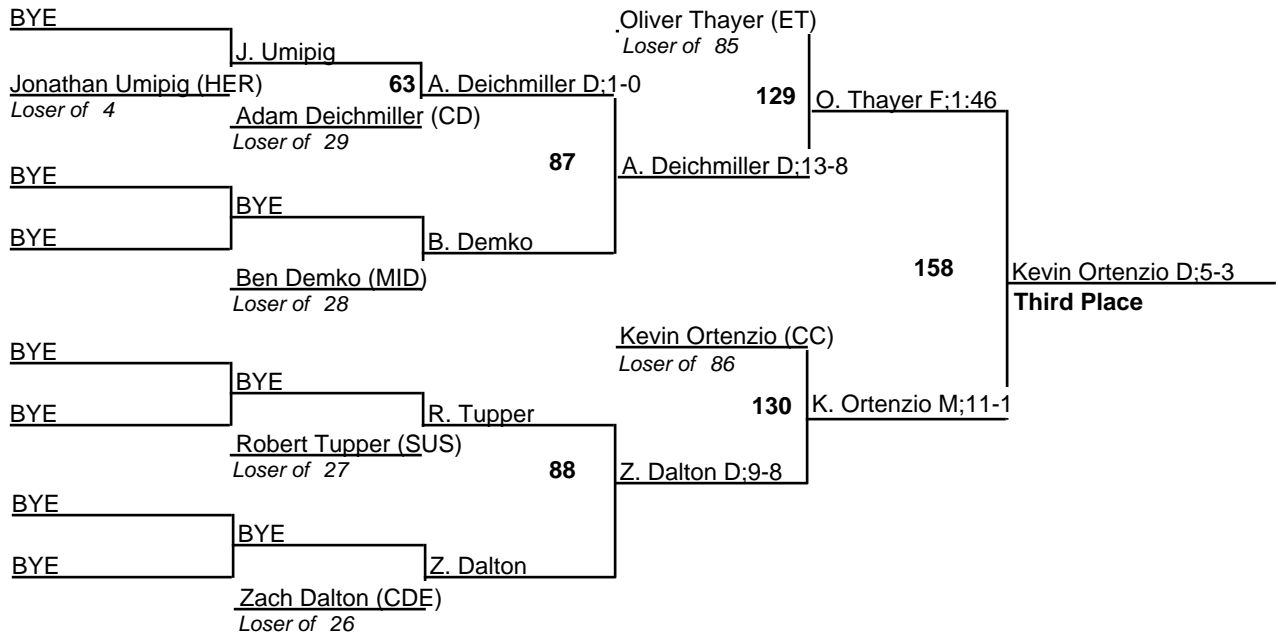 BYE
Oliver Thayer (ET)
Loser of 85
J. Umipig
Jonathan Umipig (HER)
Loser of 4
63
A. Deichmiller D;1-0
129
O. Thayer F;1:46
Adam Deichmiller (CD)
Loser of 29
87
A. Deichmiller D;13-8
BYE
BYE
BYE
B. Demko
158
Kevin Ortenzio D;5-3
Third Place
Ben Demko (MID)
Loser of 28
Kevin Ortenzio (CC)
Loser of 86
BYE
BYE
BYE
R. Tupper
130
K. Ortenzio M;11-1
Robert Tupper (SUS)
Loser of 27
88
Z. Dalton D;9-8
BYE
BYE
BYE
Z. Dalton
Zach Dalton (CDE)
Loser of 26